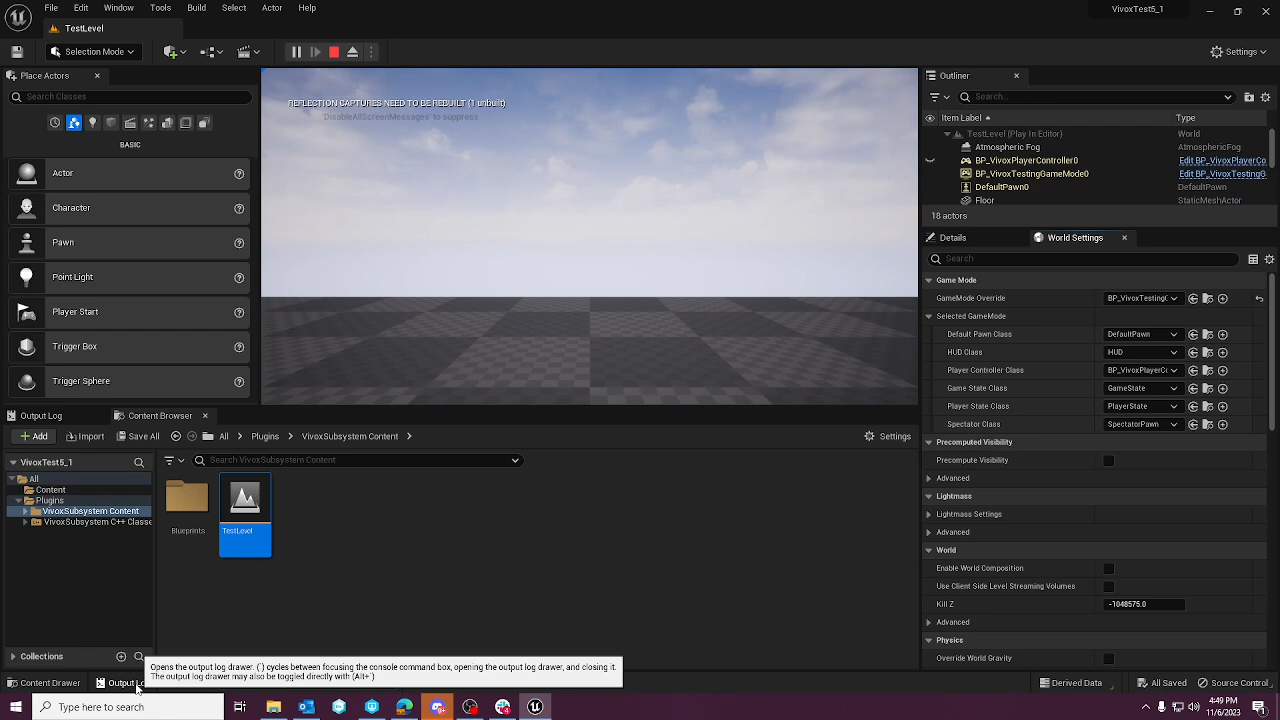 File
Edit
Window
Tools
Build
Select
Actor
Help
VivoxTest5_1
TestLevel
Selection Mode
Settings
Place Actors
Search Classes
BASIC
Actor
Character
Pawn
Point Light
Player Start
Trigger Box
Trigger Sphere
REFLECTION CAPTURES NEED TO BE REBUILT (1 unbuilt)
'DisableAllScreenMessages' to suppress
Outliner
Search...
Item Label
Type
TestLevel (Play In Editor)
World
Atmospheric Fog
AtmosphericFog
BP_VivoxPlayerController0
Edit BP_VivoxPlayerCo
BP_VivoxTestingGameMode0
Edit BP_VivoxTestingG
DefaultPawn0
DefaultPawn
Floor
StaticMeshActor
18 actors
Details
World Settings
Search
Game Mode
GameMode Override
BP_VivoxTesting
Selected GameMode
Default Pawn Class
DefaultPawn
HUD Class
HUD
Player Controller Class
BP_VivoxPlayerC
Game State Class
GameState
Player State Class
PlayerState
Spectator Class
SpectatorPawn
Precomputed Visibility
Precompute Visibility
Advanced
Lightmass
Lightmass Settings
Advanced
World
Enable World Composition
Use Client Side Level Streaming Volumes
Kill Z
-1048575.0
Advanced
Physics
Override World Gravity
Output Log
Content Browser
Add
Import
Save All
All
Plugins
VivoxSubsystem Content
Settings
VivoxTest5_1
Search VivoxSubsystem Content
All
Content
Plugins
VivoxSubsystem Content
VivoxSubsystem C++ Classe
Blueprints
TestLevel
Collections
Opens the output log drawer. (`) cycles between focusing the console command box, opening the output log drawer, and closing it.
The output log drawer may also be toggled directly with (Alt+`)
Content Drawer
Output L
Derived Data
All Saved
Source Control
Type here to search
4:49 PM
11/6/2023